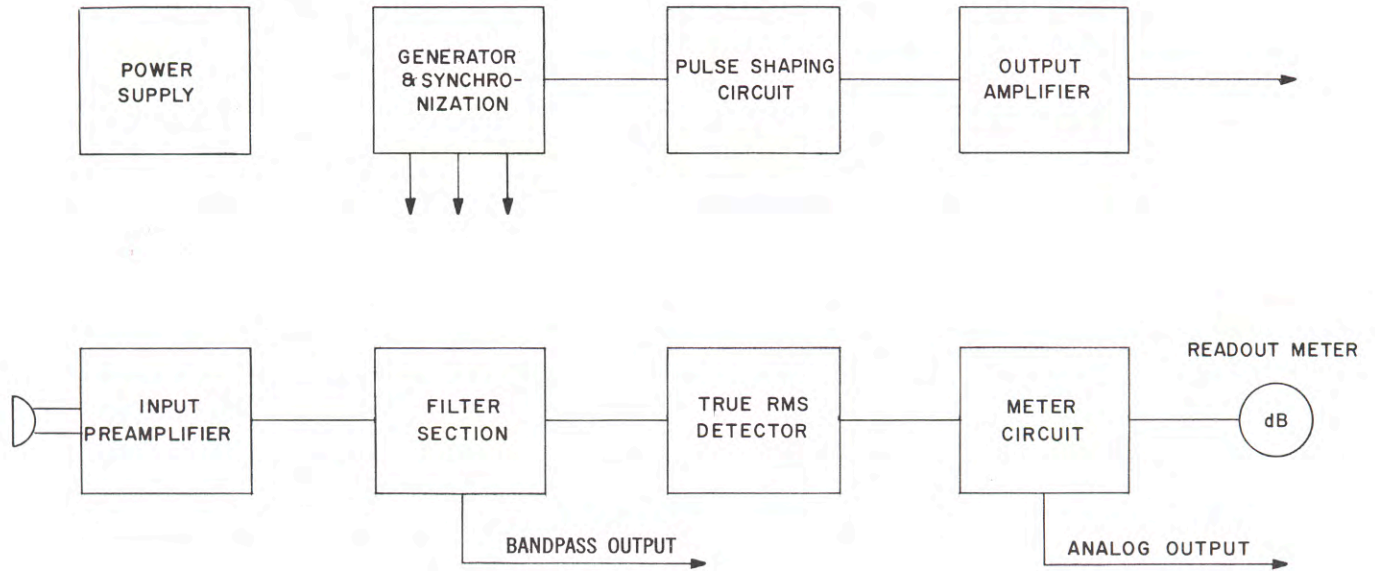 POWER
SUPPLY
GENERATOR
& SYNCHRO-
NIZATION
PULSE SHAPING
CIRCUIT
OUTPUT
AMPLIFIER
READOUT METER
INPUT
PREAMPLIFIER
FILTER
SECTION
TRUE RMS
DETECTOR
METER
CIRCUIT
dB
BANDPASS OUTPUT
ANALOG OUTPUT